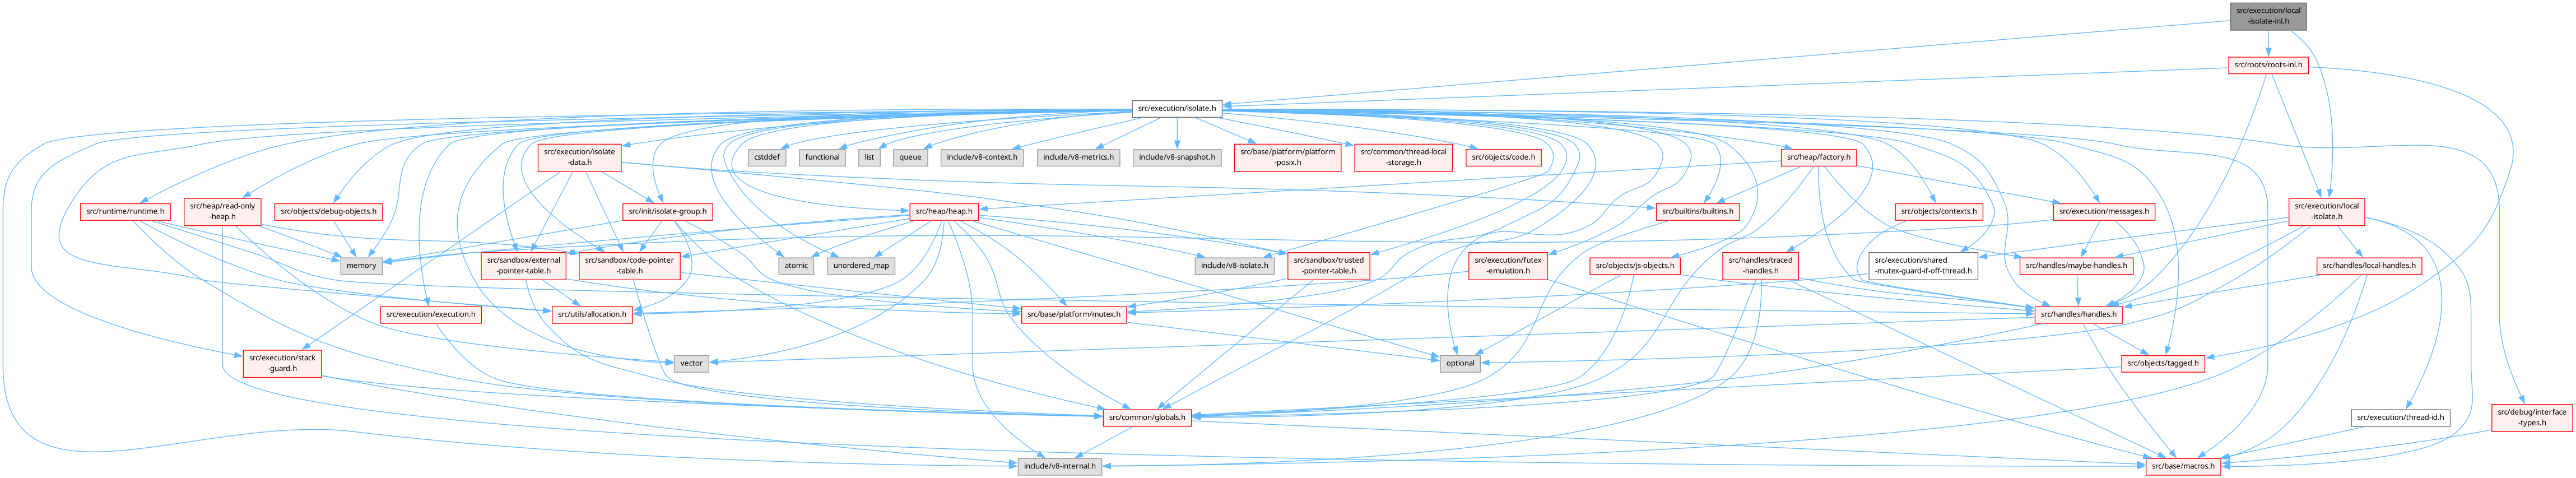 src/execution/local
-isolate-inl.h
src/roots/roots-inl.h
src/execution/isolate.h
src/execution/isolate
-data.h
cstddef
functional
list
queue
include/v8-context.h
include/v8-metrics.h
include/v8-snapshot.h
src/base/platform/platform
-posix.h
src/common/thread-local
-storage.h
src/objects/code.h
src/heap/factory.h
src/runtime/runtime.h
src/heap/read-only
-heap.h
src/objects/debug-objects.h
src/init/isolate-group.h
src/heap/heap.h
src/builtins/builtins.h
src/objects/contexts.h
src/execution/messages.h
src/execution/local
-isolate.h
memory
src/sandbox/external
-pointer-table.h
src/sandbox/code-pointer
-table.h
atomic
unordered_map
include/v8-isolate.h
src/sandbox/trusted
-pointer-table.h
src/execution/futex
-emulation.h
src/objects/js-objects.h
src/handles/traced
-handles.h
src/execution/shared
-mutex-guard-if-off-thread.h
src/handles/maybe-handles.h
src/handles/local-handles.h
src/execution/execution.h
src/utils/allocation.h
src/base/platform/mutex.h
src/handles/handles.h
src/execution/stack
-guard.h
vector
optional
src/objects/tagged.h
src/common/globals.h
src/execution/thread-id.h
src/debug/interface
-types.h
include/v8-internal.h
src/base/macros.h